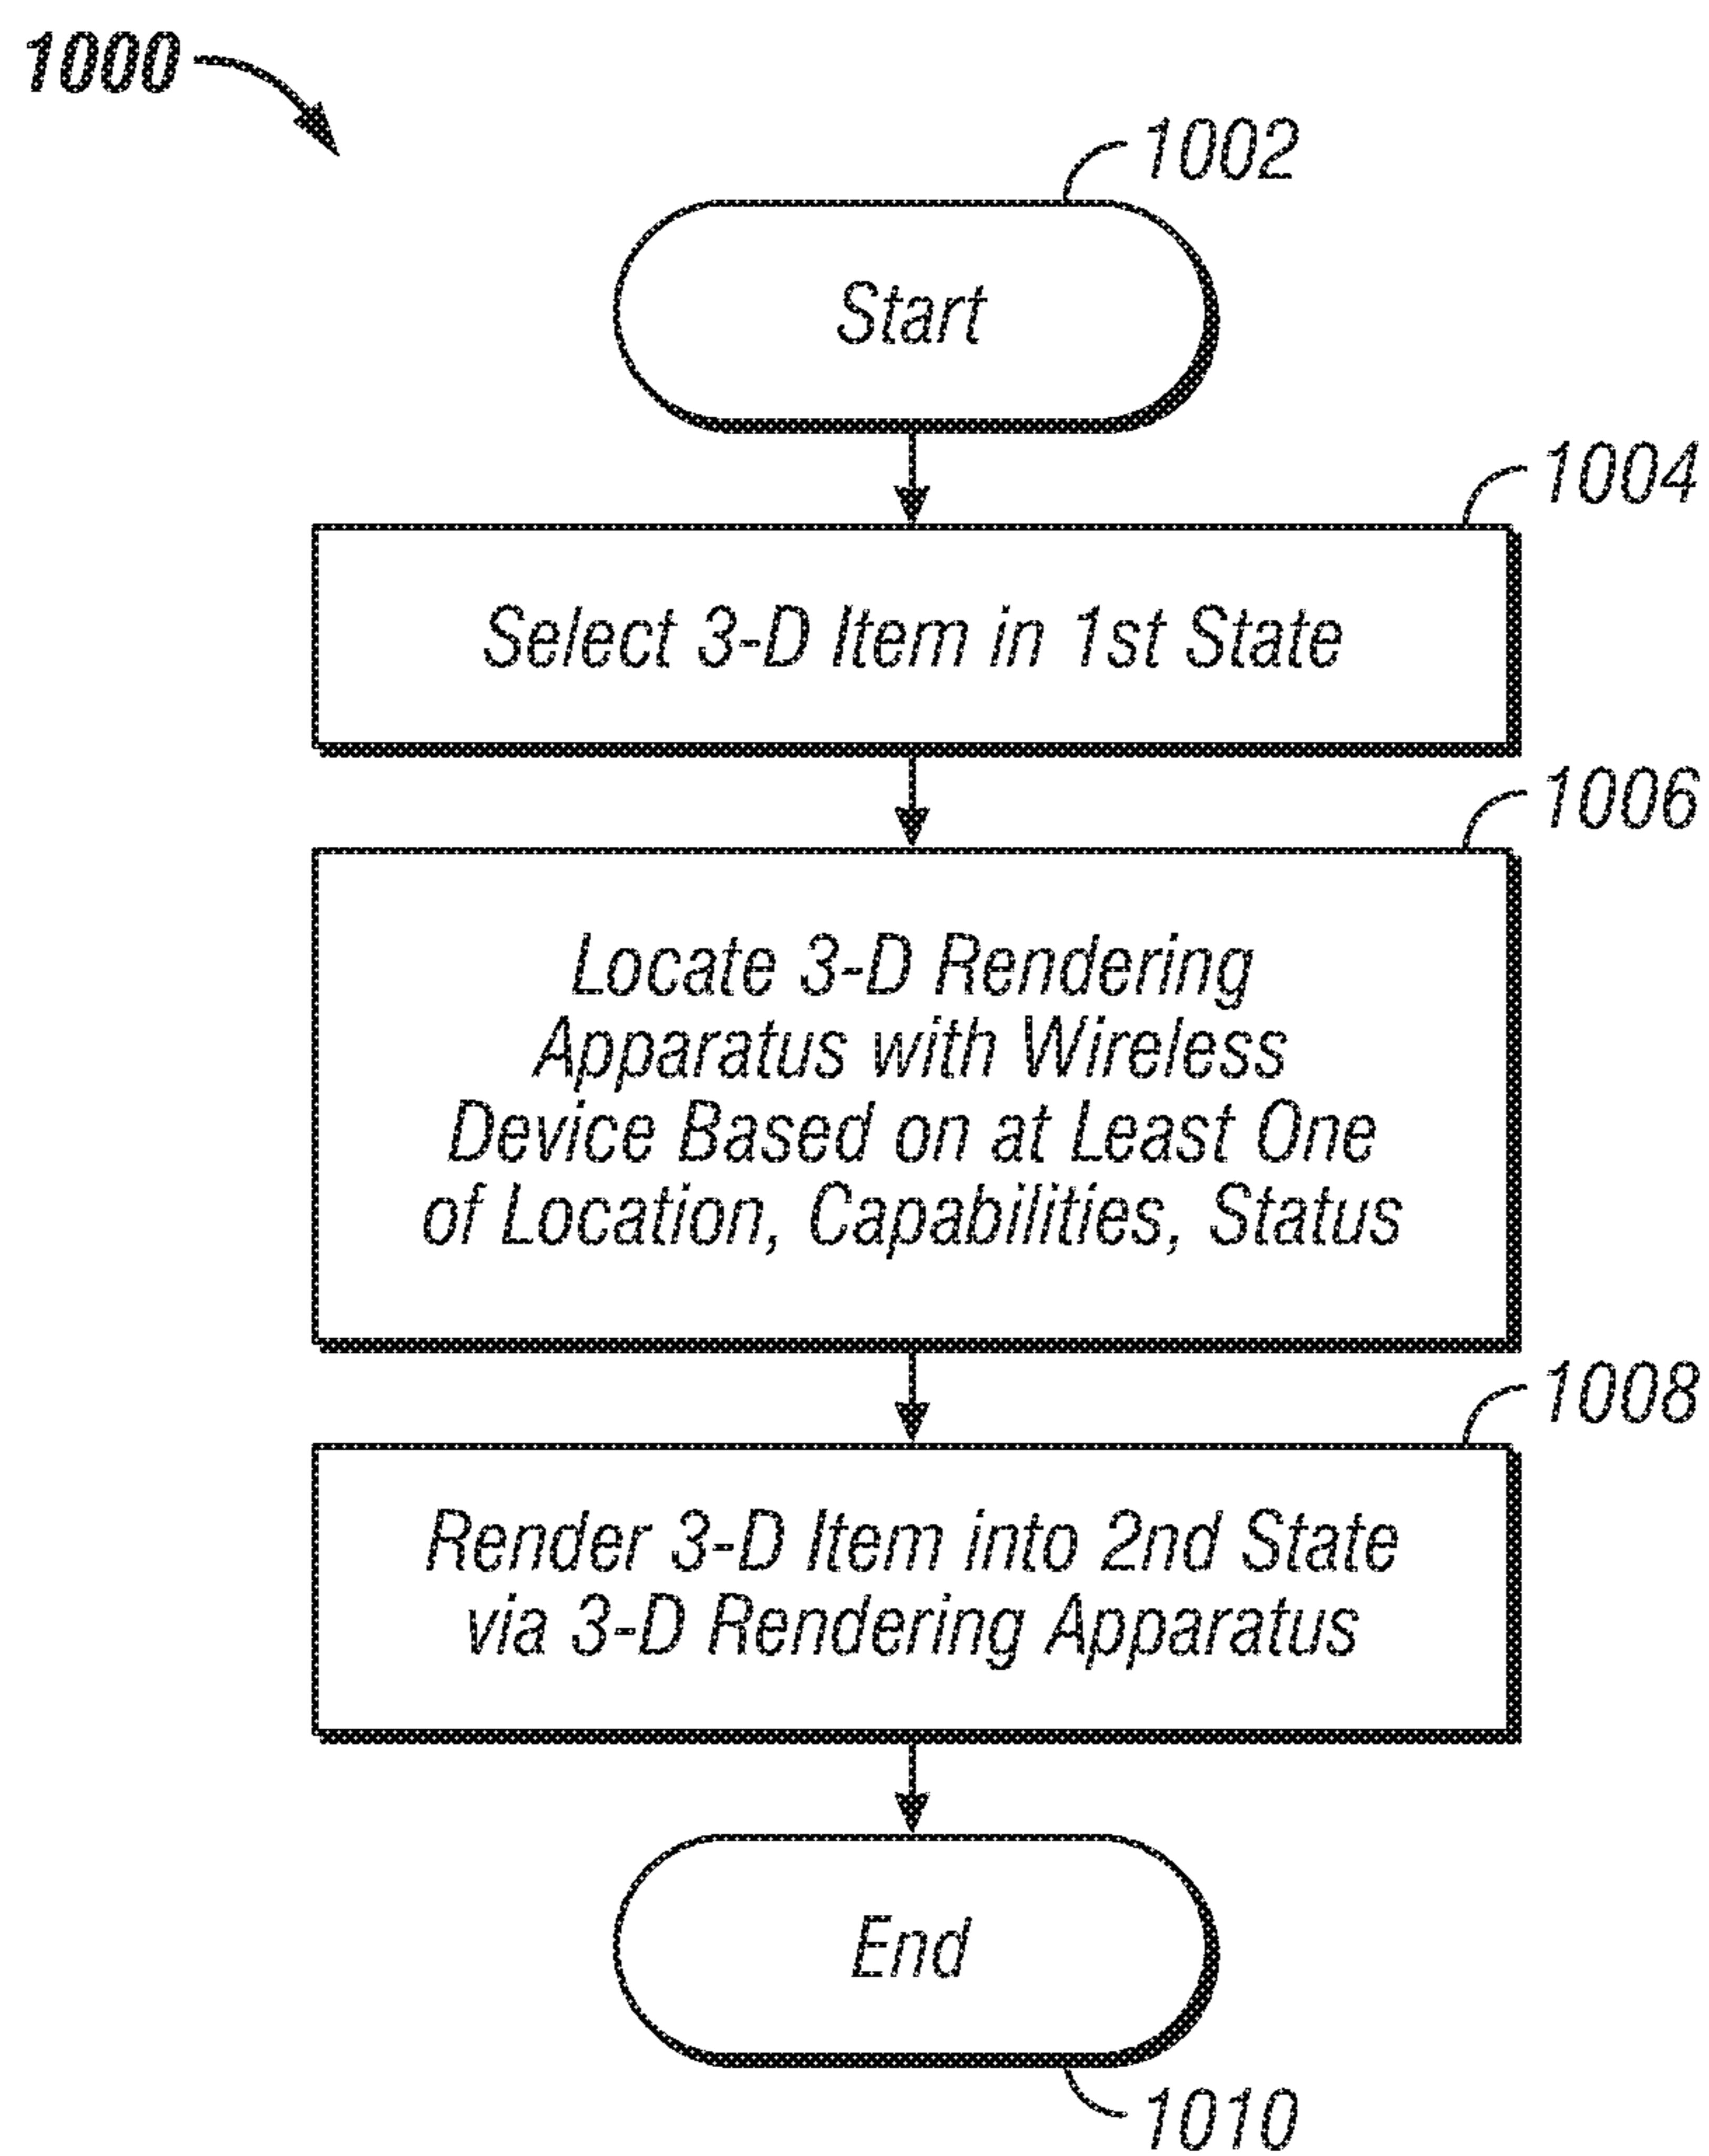 1000
1002
Start
1004
Select 3-D Item in 1st State
1006
Locate 3-D Rendering
Apparatus with Wireless
Device Based on at Least One
of Location, Capabilities, Status
1008
Render 3-D Item into 2nd State
via 3-D Rendering Apparatus
End
1010